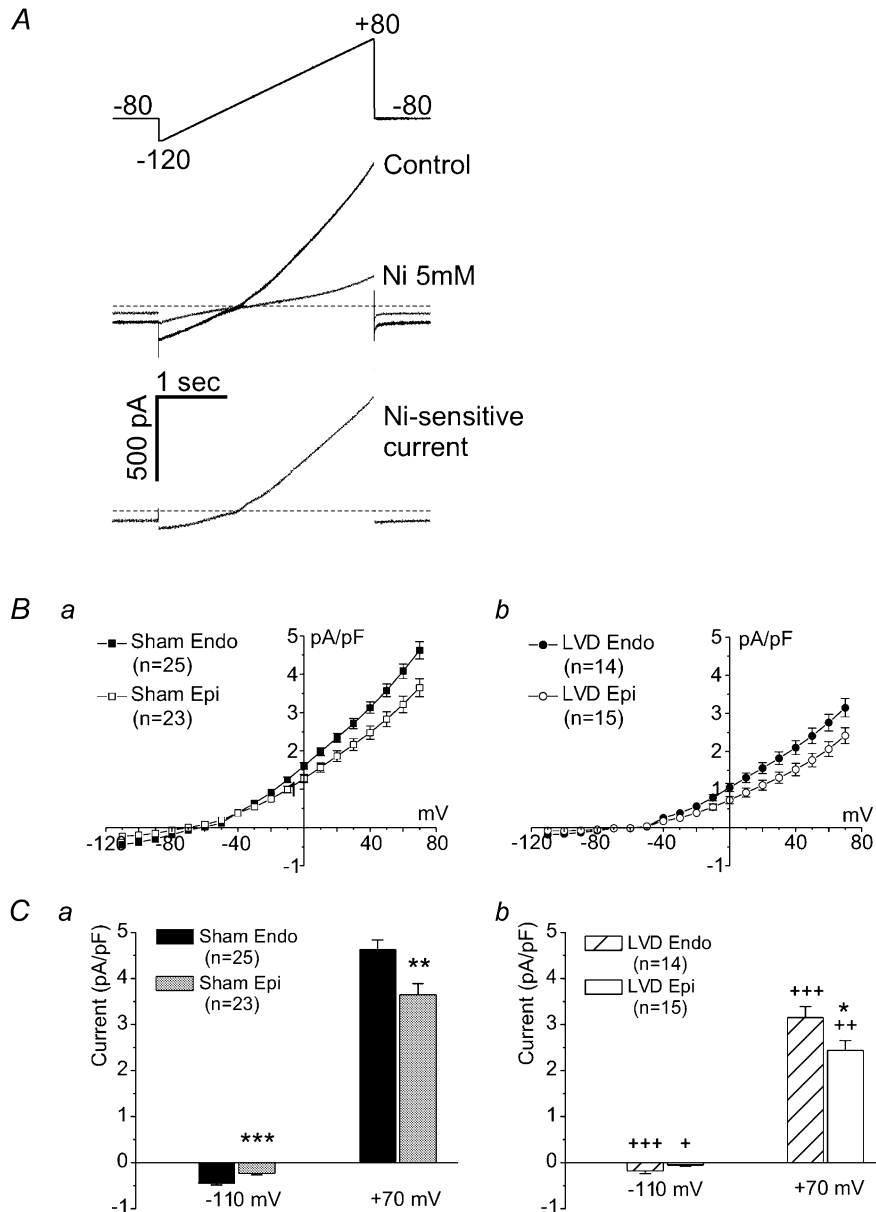 A
+80
-80
-80
-120
Control
Ni 5mM
1 sec
500 pA
Ni-sensitive
current
B a
Sham Endo
(n=25)
Sham Epi
(n=23)
pA/pF
5
4
3
2
1
-1
mV
-120 -80 -40 0 40 80
b
LVD Endo
(n=14)
LVD Epi
(n=15)
pA/pF
5
4
3
2
1
-1
mV
-120 -80 -40 0 40 80
C a
Current (pA/pF)
5
4
3
2
1
0
-1
Sham Endo
(n=25)
Sham Epi
(n=23)
**
***
-110 mV
+70 mV
b
Current (pA/pF)
5
4
3
2
1
0
-1
LVD Endo
(n=14)
LVD Epi
(n=15)
+++
*
++
+++
+
-110 mV
+70 mV